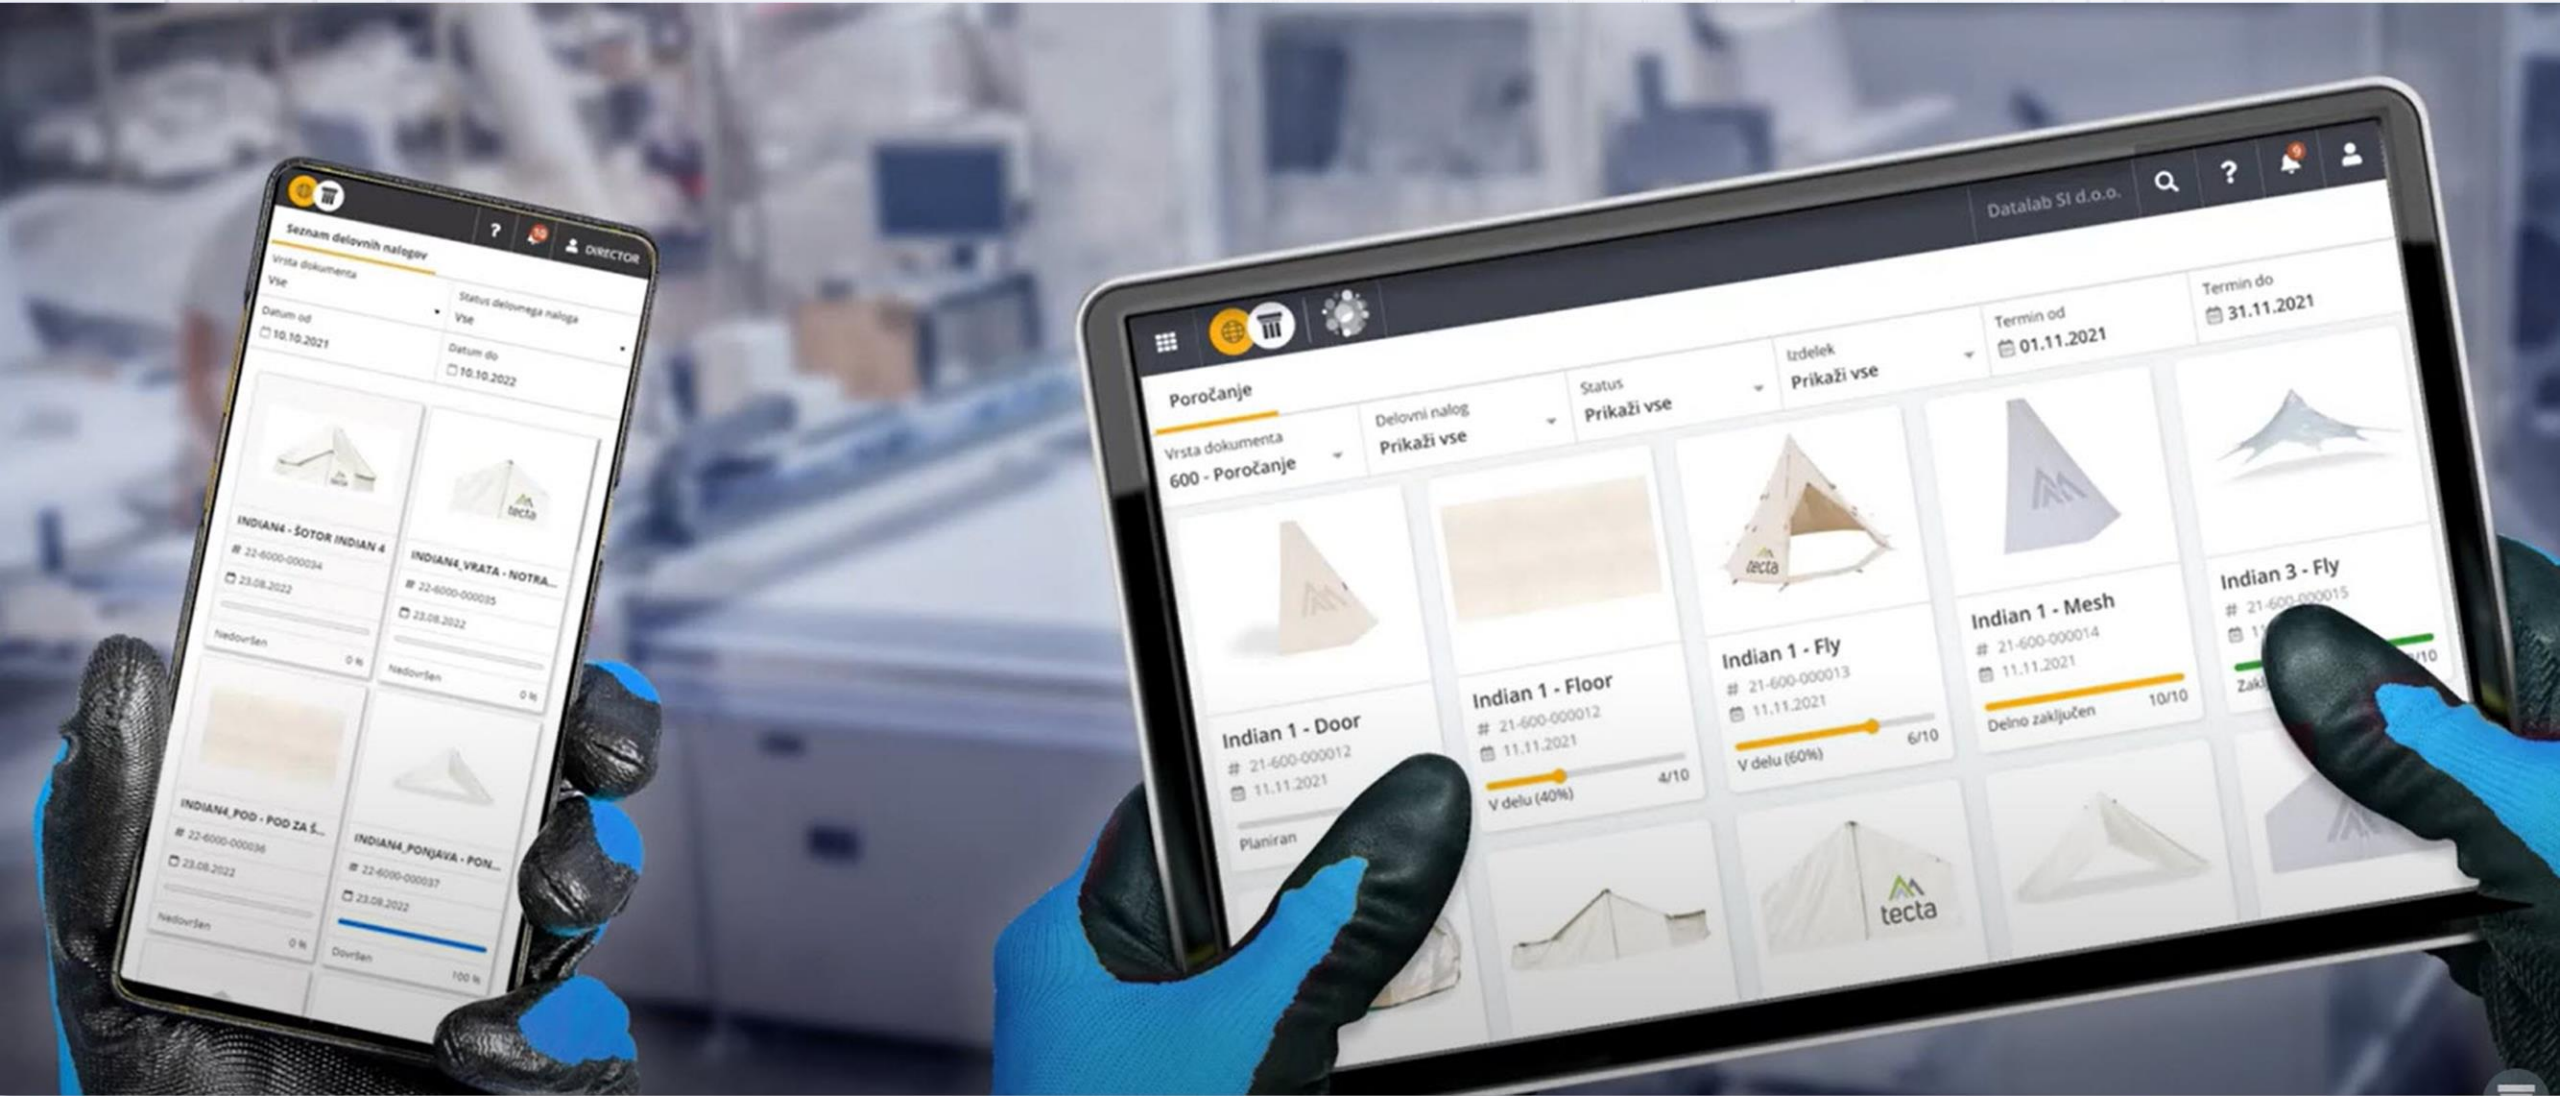 DIRECTOR
10
Seznam delovnih nalogov
Vrsta dokumenta
Vse
Status delovnega naloga
Vse
Datum od
10.10.2021
Datum do
10.10.2022
tecta
INDIAN4 - ŠOTOR INDIAN 4
# 22-6000-000034
23.08.2022
Nedovršen
0 %
tecta
INDIAN4_VRATA - NOTRA...
# 22-6000-000035
23.08.2022
Nedovršen
0 %
INDIAN4_POD - POD ZA Š...
# 22-6000-000036
23.08.2022
Nedovršen
0 %
INDIAN4_PONJAVA - PON...
# 22-6000-000037
23.08.2022
Dovršen
100 %
Datalab SI d.o.o.
?
9
Poročanje
Vrsta dokumenta
600 - Poročanje
Delovni nalog
Prikaži vse
Status
Prikaži vse
Izdelek
Prikaži vse
Termin od
01.11.2021
Termin do
31.11.2021
Indian 1 - Door
# 21-600-000012
11.11.2021
Planiran
Indian 1 - Floor
# 21-600-000012
11.11.2021
V delu (40%)
4/10
tecta
Indian 1 - Fly
# 21-600-000013
11.11.2021
V delu (60%)
6/10
Indian 1 - Mesh
# 21-600-000014
11.11.2021
Delno zaključen
10/10
Indian 3 - Fly
# 21-600-000015
tecta